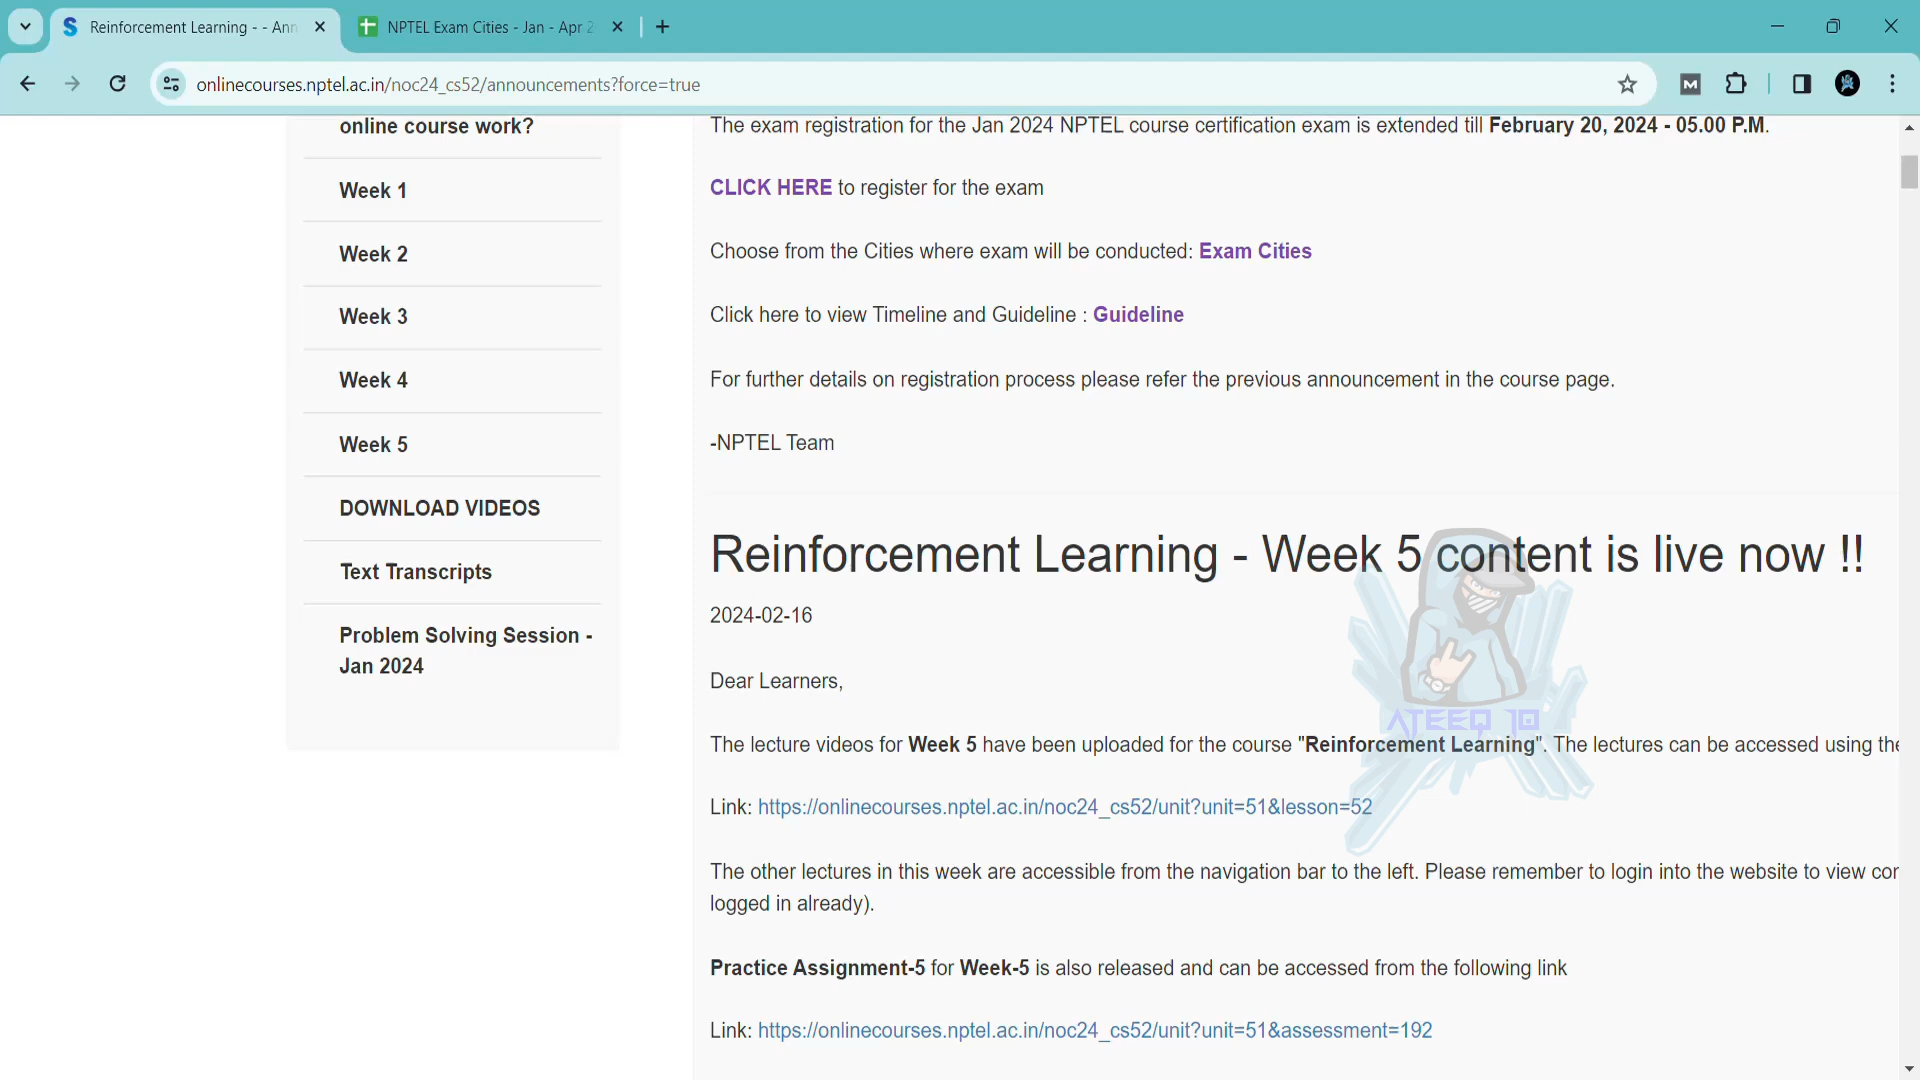 Reinforcement Learning - - Ann
NPTEL Exam Cities - Jan - Apr 2
onlinecourses.nptel.ac.in/noc24_cs52/announcements?force=true
online course work?
Week 1
Week 2
Week 3
Week 4
Week 5
DOWNLOAD VIDEOS
Text Transcripts
Problem Solving Session -
Jan 2024
The exam registration for the Jan 2024 NPTEL course certification exam is extended till February 20, 2024 - 05.00 P.M.
CLICK HERE to register for the exam
Choose from the Cities where exam will be conducted: Exam Cities
Click here to view Timeline and Guideline : Guideline
For further details on registration process please refer the previous announcement in the course page.
-NPTEL Team
Reinforcement Learning - Week 5 content is live now !!
2024-02-16
Dear Learners,
ATEEQ 10
The lecture videos for Week 5 have been uploaded for the course "Reinforcement Learning". The lectures can be accessed using the
Link: https://onlinecourses.nptel.ac.in/noc24_cs52/unit?unit=51&lesson=52
The other lectures in this week are accessible from the navigation bar to the left. Please remember to login into the website to view cor
logged in already).
Practice Assignment-5 for Week-5 is also released and can be accessed from the following link
Link: https://onlinecourses.nptel.ac.in/noc24_cs52/unit?unit=51&assessment=192